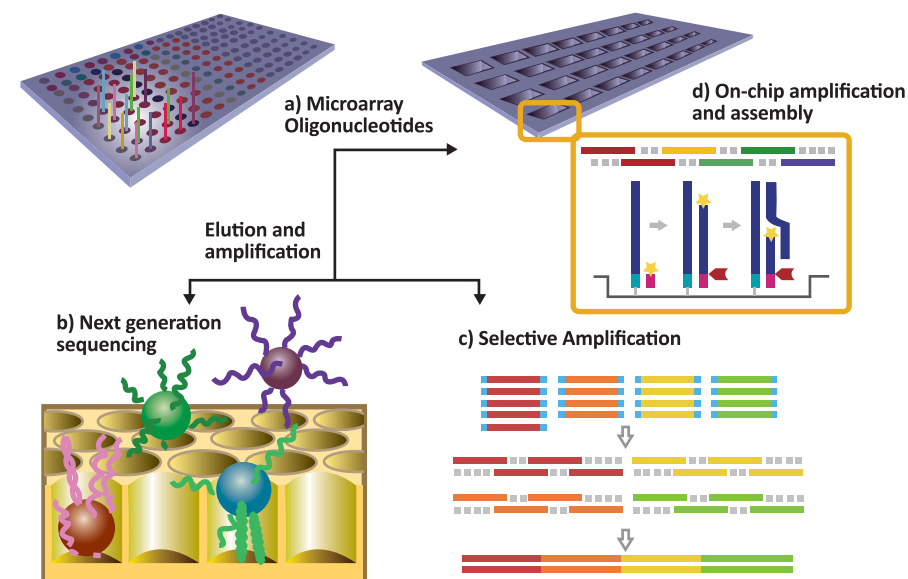 a) Microarray
Oligonucleotides
d) On-chip amplification
and assembly
Elution and
amplification
b) Next generation
sequencing
c) Selective Amplification